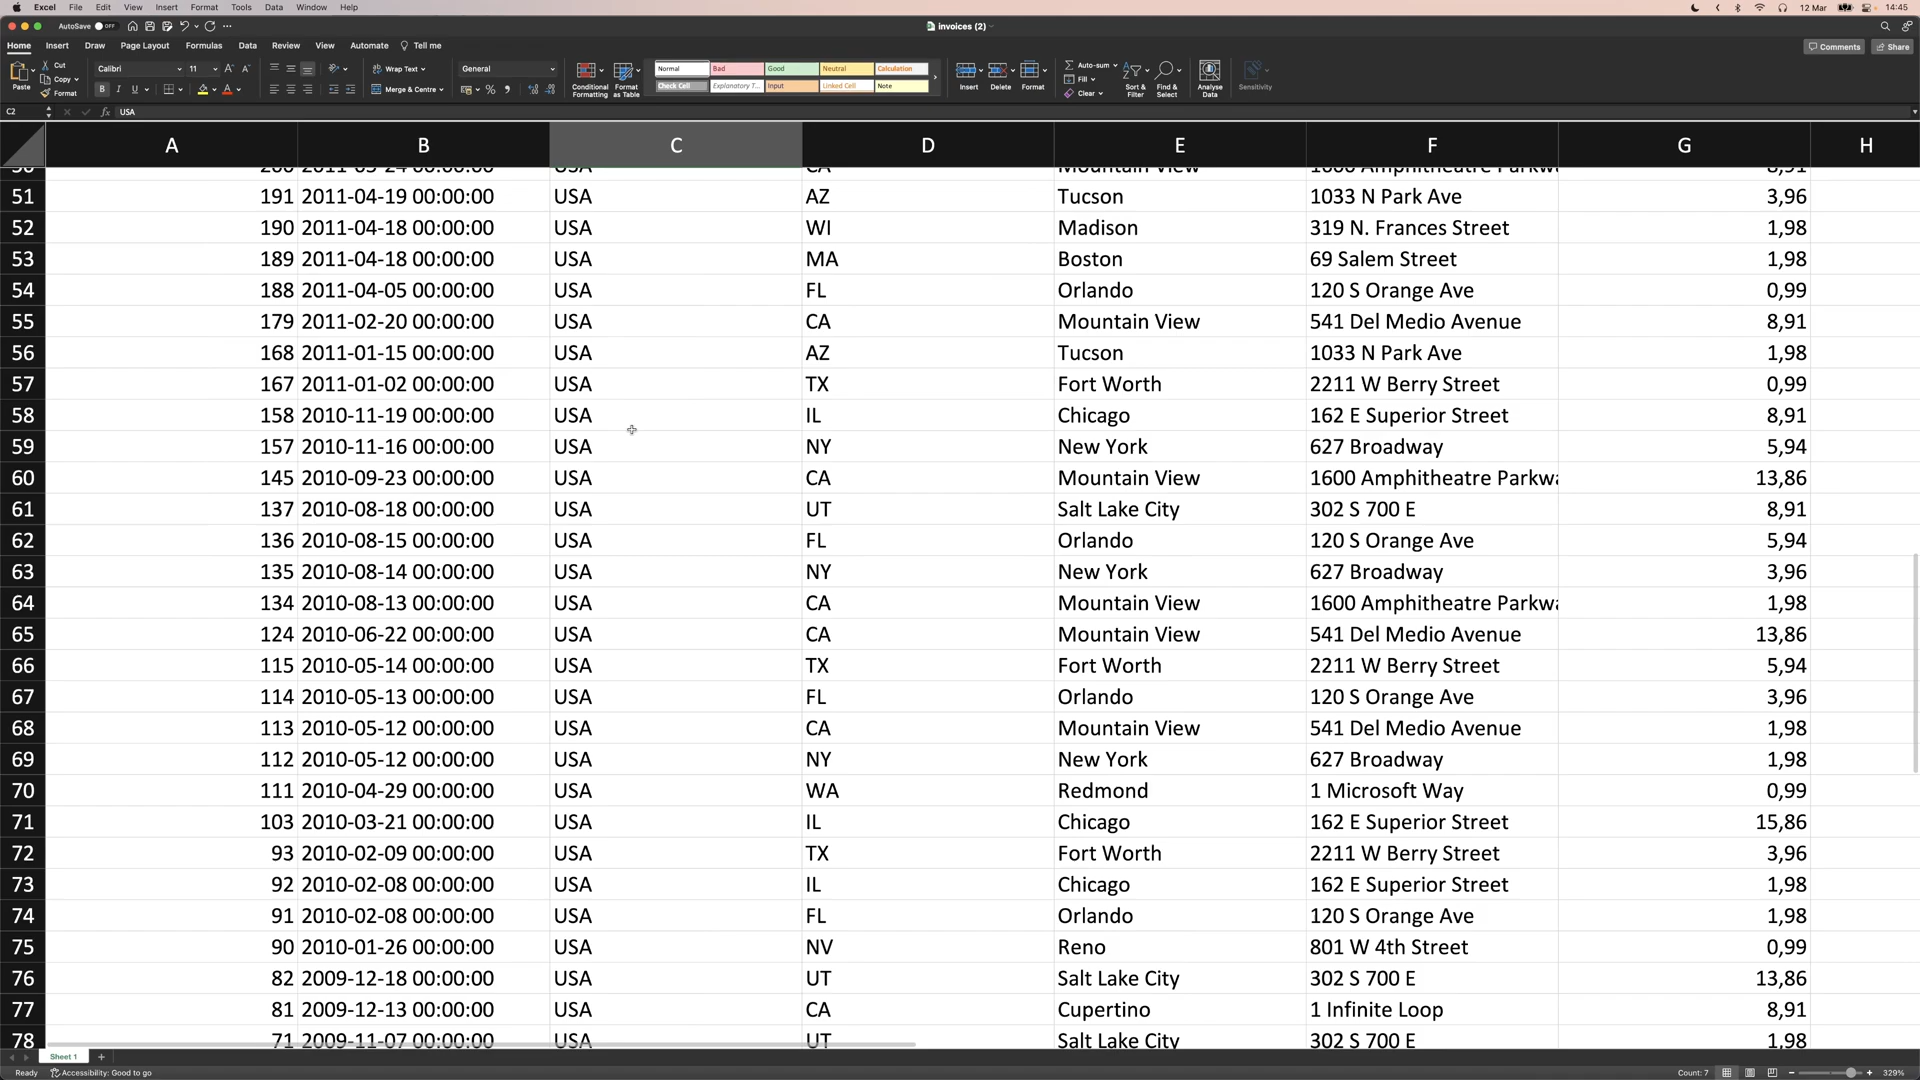 Excel File Edit View Insert Format Tools Data Window Help 12 Mar 14:45
AutoSave OFF invoices (2)
Home Insert Draw Page Layout Formulas Data Review View Automate Tell me Comments Share
Paste Cut Copy Format Calibri 11 Wrap Text Merge & Centre General Conditional Formatting Format as Table Normal Bad Good Neutral Calculation Check Cell Explanatory T... Input Linked Cell Note Insert Delete Format Auto-sum Fill Clear Sort & Filter Find & Select Analyse Data Sensitivity
C2 fx USA
A B C D E F G H
51 191 2011-04-19 00:00:00 USA AZ Tucson 1033 N Park Ave 3,96
52 190 2011-04-18 00:00:00 USA WI Madison 319 N. Frances Street 1,98
53 189 2011-04-18 00:00:00 USA MA Boston 69 Salem Street 1,98
54 188 2011-04-05 00:00:00 USA FL Orlando 120 S Orange Ave 0,99
55 179 2011-02-20 00:00:00 USA CA Mountain View 541 Del Medio Avenue 8,91
56 168 2011-01-15 00:00:00 USA AZ Tucson 1033 N Park Ave 1,98
57 167 2011-01-02 00:00:00 USA TX Fort Worth 2211 W Berry Street 0,99
58 158 2010-11-19 00:00:00 USA IL Chicago 162 E Superior Street 8,91
59 157 2010-11-16 00:00:00 USA NY New York 627 Broadway 5,94
60 145 2010-09-23 00:00:00 USA CA Mountain View 1600 Amphitheatre Parkwa 13,86
61 137 2010-08-18 00:00:00 USA UT Salt Lake City 302 S 700 E 8,91
62 136 2010-08-15 00:00:00 USA FL Orlando 120 S Orange Ave 5,94
63 135 2010-08-14 00:00:00 USA NY New York 627 Broadway 3,96
64 134 2010-08-13 00:00:00 USA CA Mountain View 1600 Amphitheatre Parkwa 1,98
65 124 2010-06-22 00:00:00 USA CA Mountain View 541 Del Medio Avenue 13,86
66 115 2010-05-14 00:00:00 USA TX Fort Worth 2211 W Berry Street 5,94
67 114 2010-05-13 00:00:00 USA FL Orlando 120 S Orange Ave 3,96
68 113 2010-05-12 00:00:00 USA CA Mountain View 541 Del Medio Avenue 1,98
69 112 2010-05-12 00:00:00 USA NY New York 627 Broadway 1,98
70 111 2010-04-29 00:00:00 USA WA Redmond 1 Microsoft Way 0,99
71 103 2010-03-21 00:00:00 USA IL Chicago 162 E Superior Street 15,86
72 93 2010-02-09 00:00:00 USA TX Fort Worth 2211 W Berry Street 3,96
73 92 2010-02-08 00:00:00 USA IL Chicago 162 E Superior Street 1,98
74 91 2010-02-08 00:00:00 USA FL Orlando 120 S Orange Ave 1,98
75 90 2010-01-26 00:00:00 USA NV Reno 801 W 4th Street 0,99
76 82 2009-12-18 00:00:00 USA UT Salt Lake City 302 S 700 E 13,86
77 81 2009-12-13 00:00:00 USA CA Cupertino 1 Infinite Loop 8,91
78 71 2009-11-07 00:00:00 USA UT Salt Lake City 302 S 700 E 1,98
Sheet 1
Ready Accessibility: Good to go Count: 7 329%